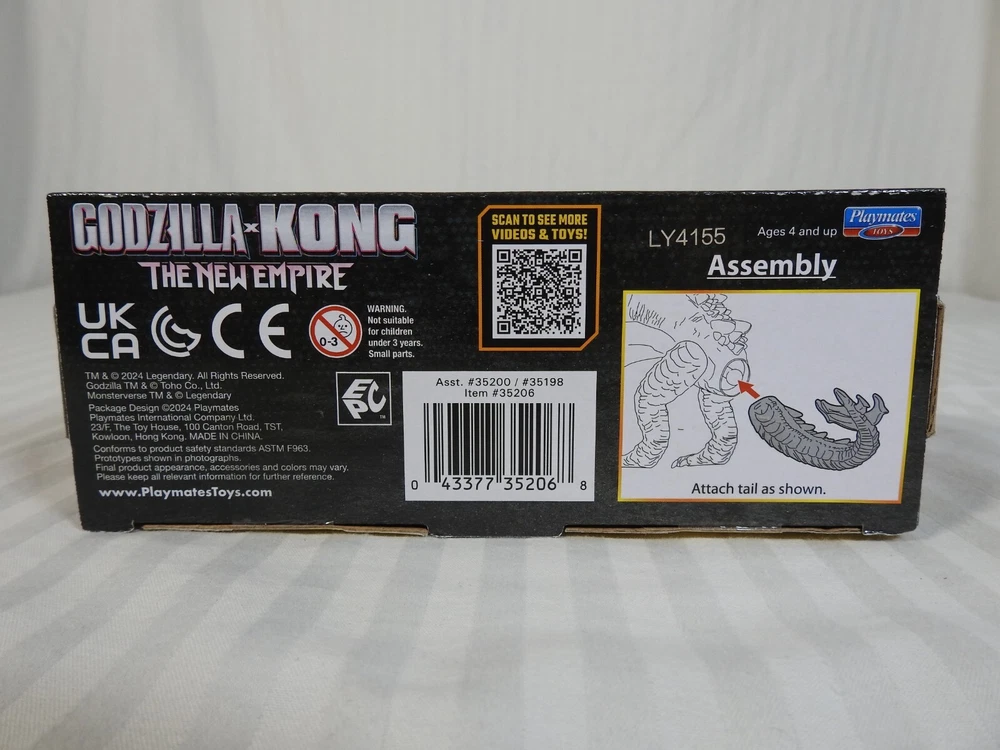 GODZILLA x KONG
THE NEW EMPIRE
UK
CA
CE
0-3
WARNING.
Not suitable
for children
under 3 years.
Small parts.
TM & © 2024 Legendary. All Rights Reserved.
Godzilla TM & © Toho Co., Ltd.
Monsterverse TM & © Legendary
Package Design ©2024 Playmates
Playmates International Company Ltd.
23/F, The Toy House, 100 Canton Road, TST,
Kowloon, Hong Kong. MADE IN CHINA.
Conforms to product safety standards ASTM F963.
Prototypes shown in photographs.
Final product appearance, accessories and colors may vary.
Please keep all relevant information for further reference.
www.PlaymatesToys.com
EC
PC
TM
SCAN TO SEE MORE
VIDEOS & TOYS!
Asst. #35200 / #35198
Item #35206
0 43377 35206 8
LY4155
Ages 4 and up
Playmates
TOYS
Assembly
Attach tail as shown.